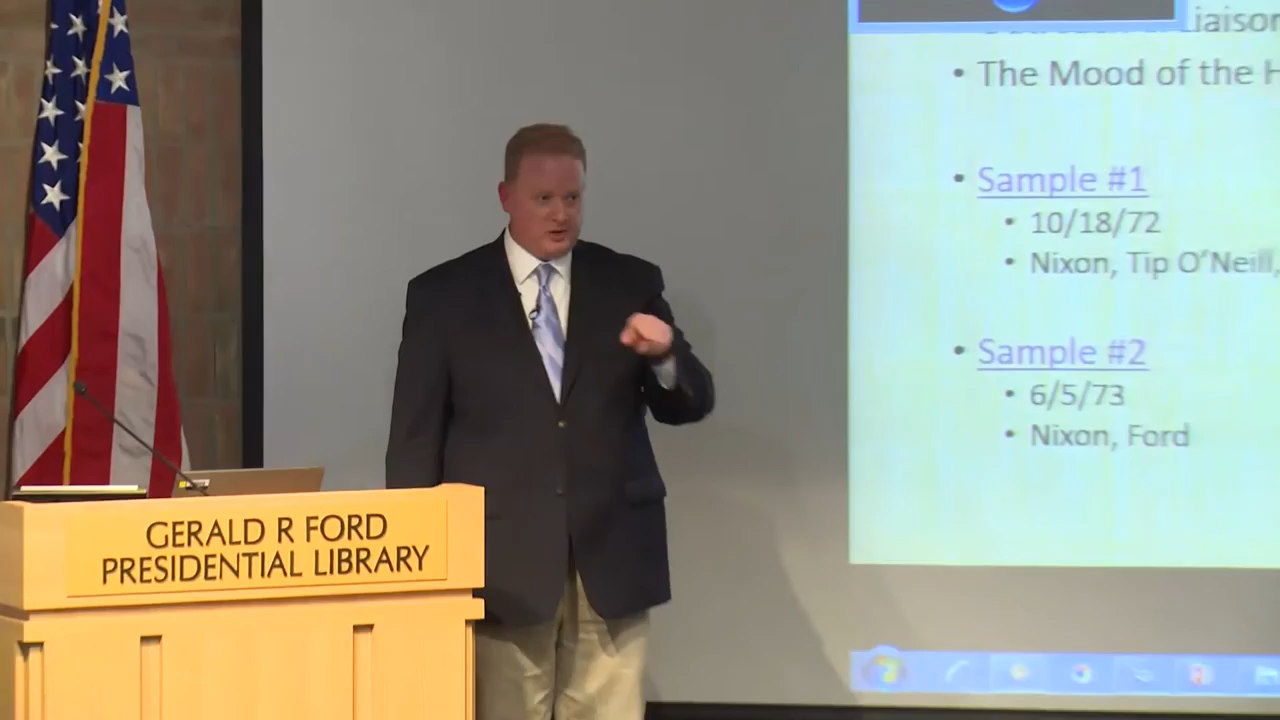 GERALD R FORD
PRESIDENTIAL LIBRARY
• The Mood of the
• Sample #1
• 10/18/72
• Nixon, Tip O'Neill,
• Sample #2
• 6/5/73
• Nixon, Ford